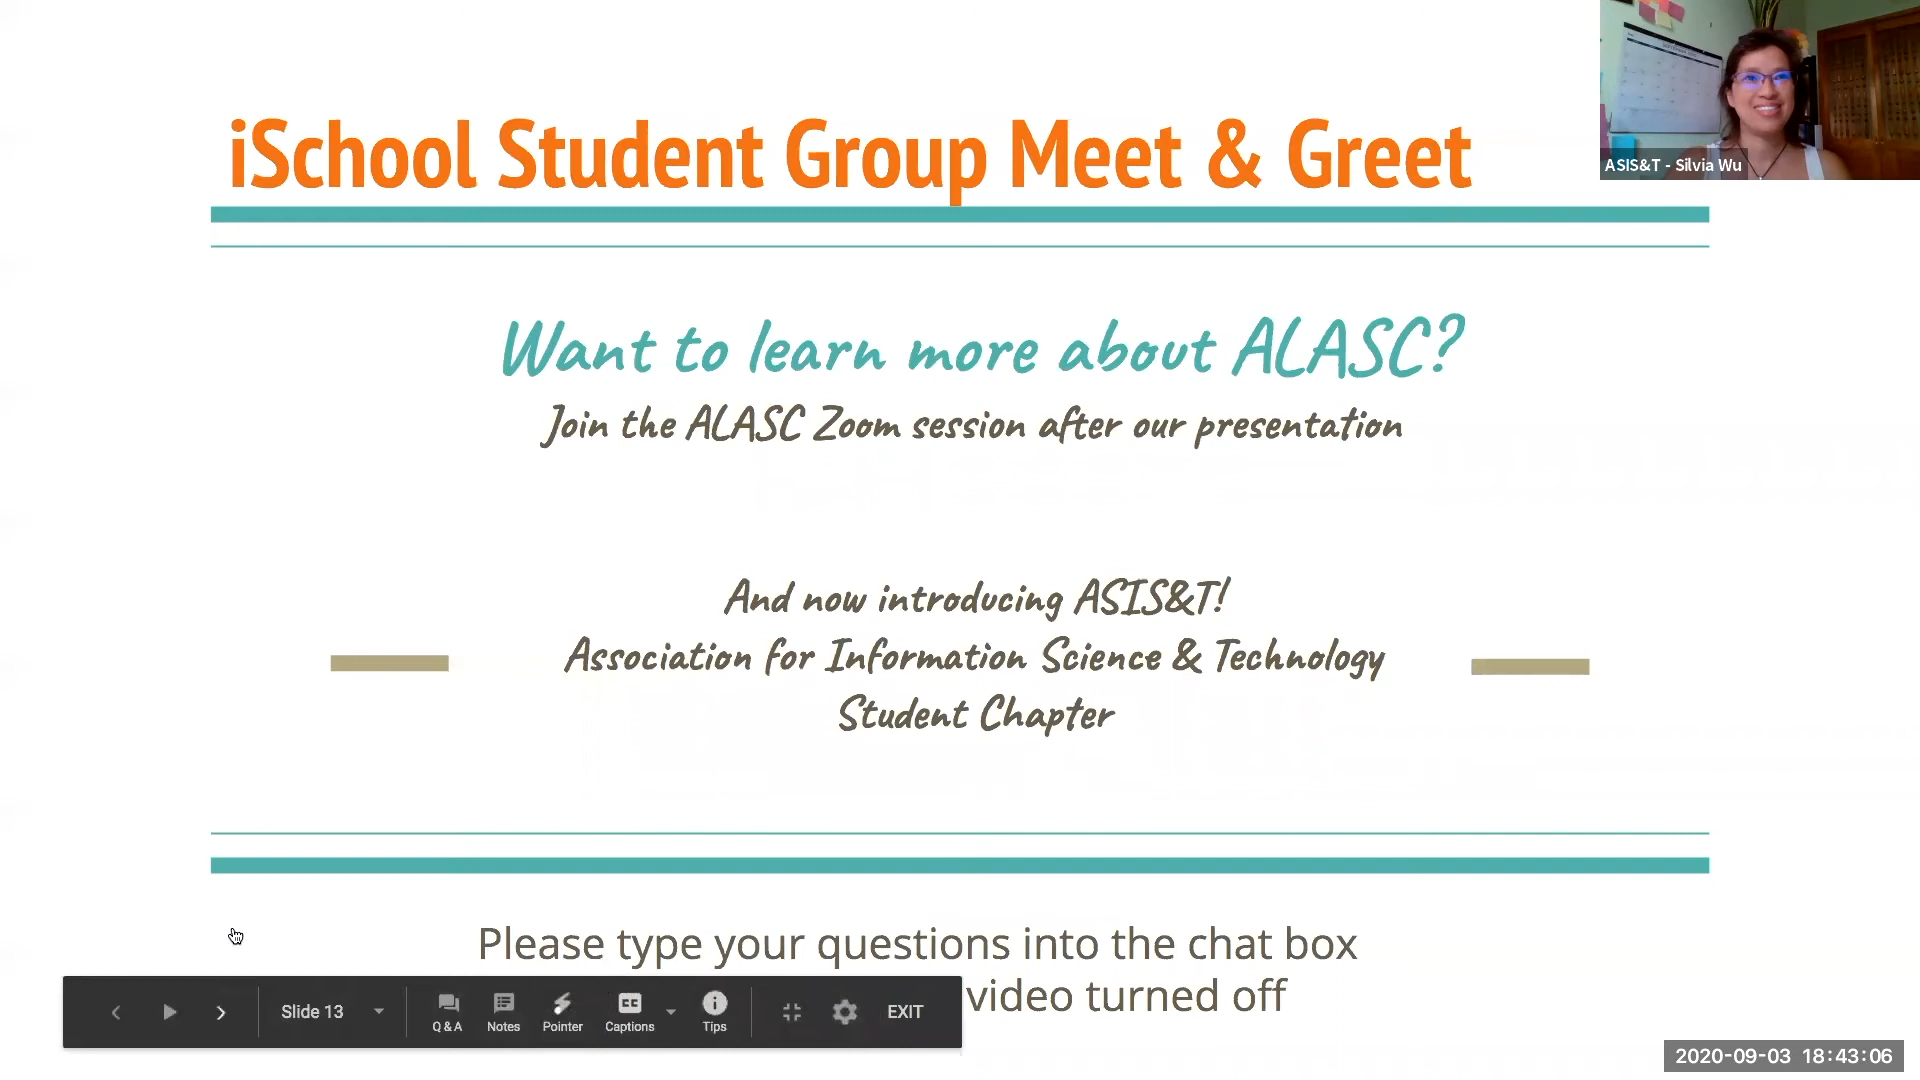 iSchool Student Group Meet & Greet
ASIS&T - Silvia Wu
Want to learn more about ALASC?
Join the ALASC Zoom session after our presentation
And now introducing ASIS&T!
Association for Information Science & Technology
Student Chapter
Please type your questions into the chat box
video turned off
Slide 13
Q & A
Notes
Pointer
Captions
Tips
EXIT
2020-09-03 18:43:06